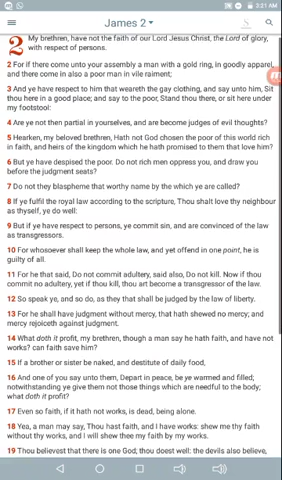 3:21 AM
James 2
2 My brethren, have not the faith of our Lord Jesus Christ, the Lord of glory,
with respect of persons.
2 For if there come unto your assembly a man with a gold ring, in goodly apparel,
and there come in also a poor man in vile raiment;
3 And ye have respect to him that weareth the gay clothing, and say unto him, Sit
thou here in a good place; and say to the poor, Stand thou there, or sit here under
my footstool:
4 Are ye not then partial in yourselves, and are become judges of evil thoughts?
5 Hearken, my beloved brethren, Hath not God chosen the poor of this world rich
in faith, and heirs of the kingdom which he hath promised to them that love him?
6 But ye have despised the poor. Do not rich men oppress you, and draw you
before the judgment seats?
7 Do not they blaspheme that worthy name by the which ye are called?
8 If ye fulfil the royal law according to the scripture, Thou shalt love thy neighbour
as thyself, ye do well:
9 But if ye have respect to persons, ye commit sin, and are convinced of the law
as transgressors.
10 For whosoever shall keep the whole law, and yet offend in one point, he is
guilty of all.
11 For he that said, Do not commit adultery, said also, Do not kill. Now if thou
commit no adultery, yet if thou kill, thou art become a transgressor of the law.
12 So speak ye, and so do, as they that shall be judged by the law of liberty.
13 For he shall have judgment without mercy, that hath shewed no mercy; and
mercy rejoiceth against judgment.
14 What doth it profit, my brethren, though a man say he hath faith, and have not
works? can faith save him?
15 If a brother or sister be naked, and destitute of daily food,
16 And one of you say unto them, Depart in peace, be ye warmed and filled;
notwithstanding ye give them not those things which are needful to the body;
what doth it profit?
17 Even so faith, if it hath not works, is dead, being alone.
18 Yea, a man may say, Thou hast faith, and I have works: shew me thy faith
without thy works, and I will shew thee my faith by my works.
19 Thou believest that there is one God; thou doest well: the devils also believe,